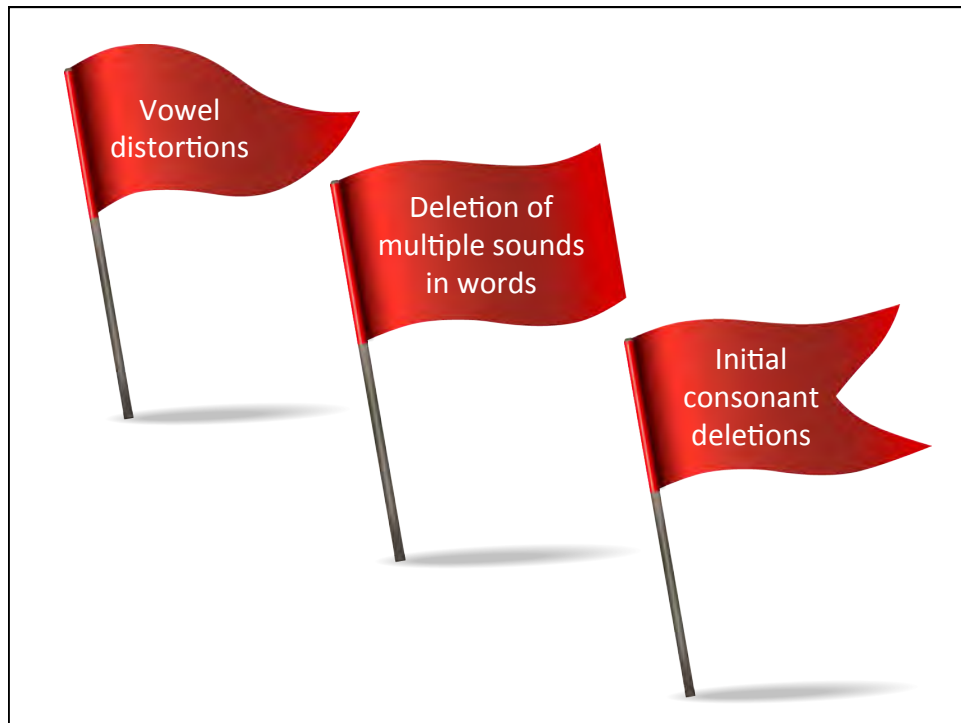 Vowel
distortions
Deletion of
multiple sounds
in words
Initial
consonant
deletions